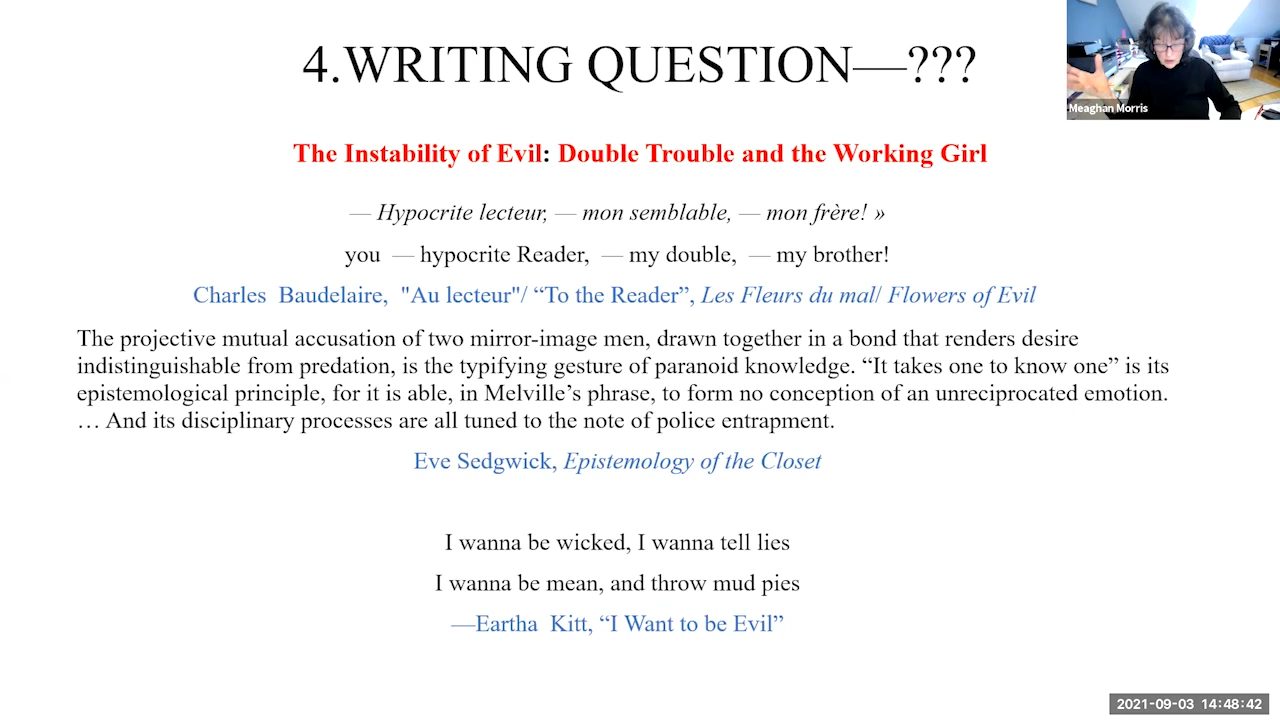 4.WRITING QUESTION—???
Meaghan Morris
The Instability of Evil: Double Trouble and the Working Girl
— Hypocrite lecteur, — mon semblable, — mon frère! »
you — hypocrite Reader, — my double, — my brother!
Charles Baudelaire, "Au lecteur"/ “To the Reader”, Les Fleurs du mal/ Flowers of Evil
The projective mutual accusation of two mirror-image men, drawn together in a bond that renders desire
indistinguishable from predation, is the typifying gesture of paranoid knowledge. “It takes one to know one” is its
epistemological principle, for it is able, in Melville’s phrase, to form no conception of an unreciprocated emotion.
… And its disciplinary processes are all tuned to the note of police entrapment.
Eve Sedgwick, Epistemology of the Closet
I wanna be wicked, I wanna tell lies
I wanna be mean, and throw mud pies
—Eartha Kitt, “I Want to be Evil”
2021-09-03 14:48:42